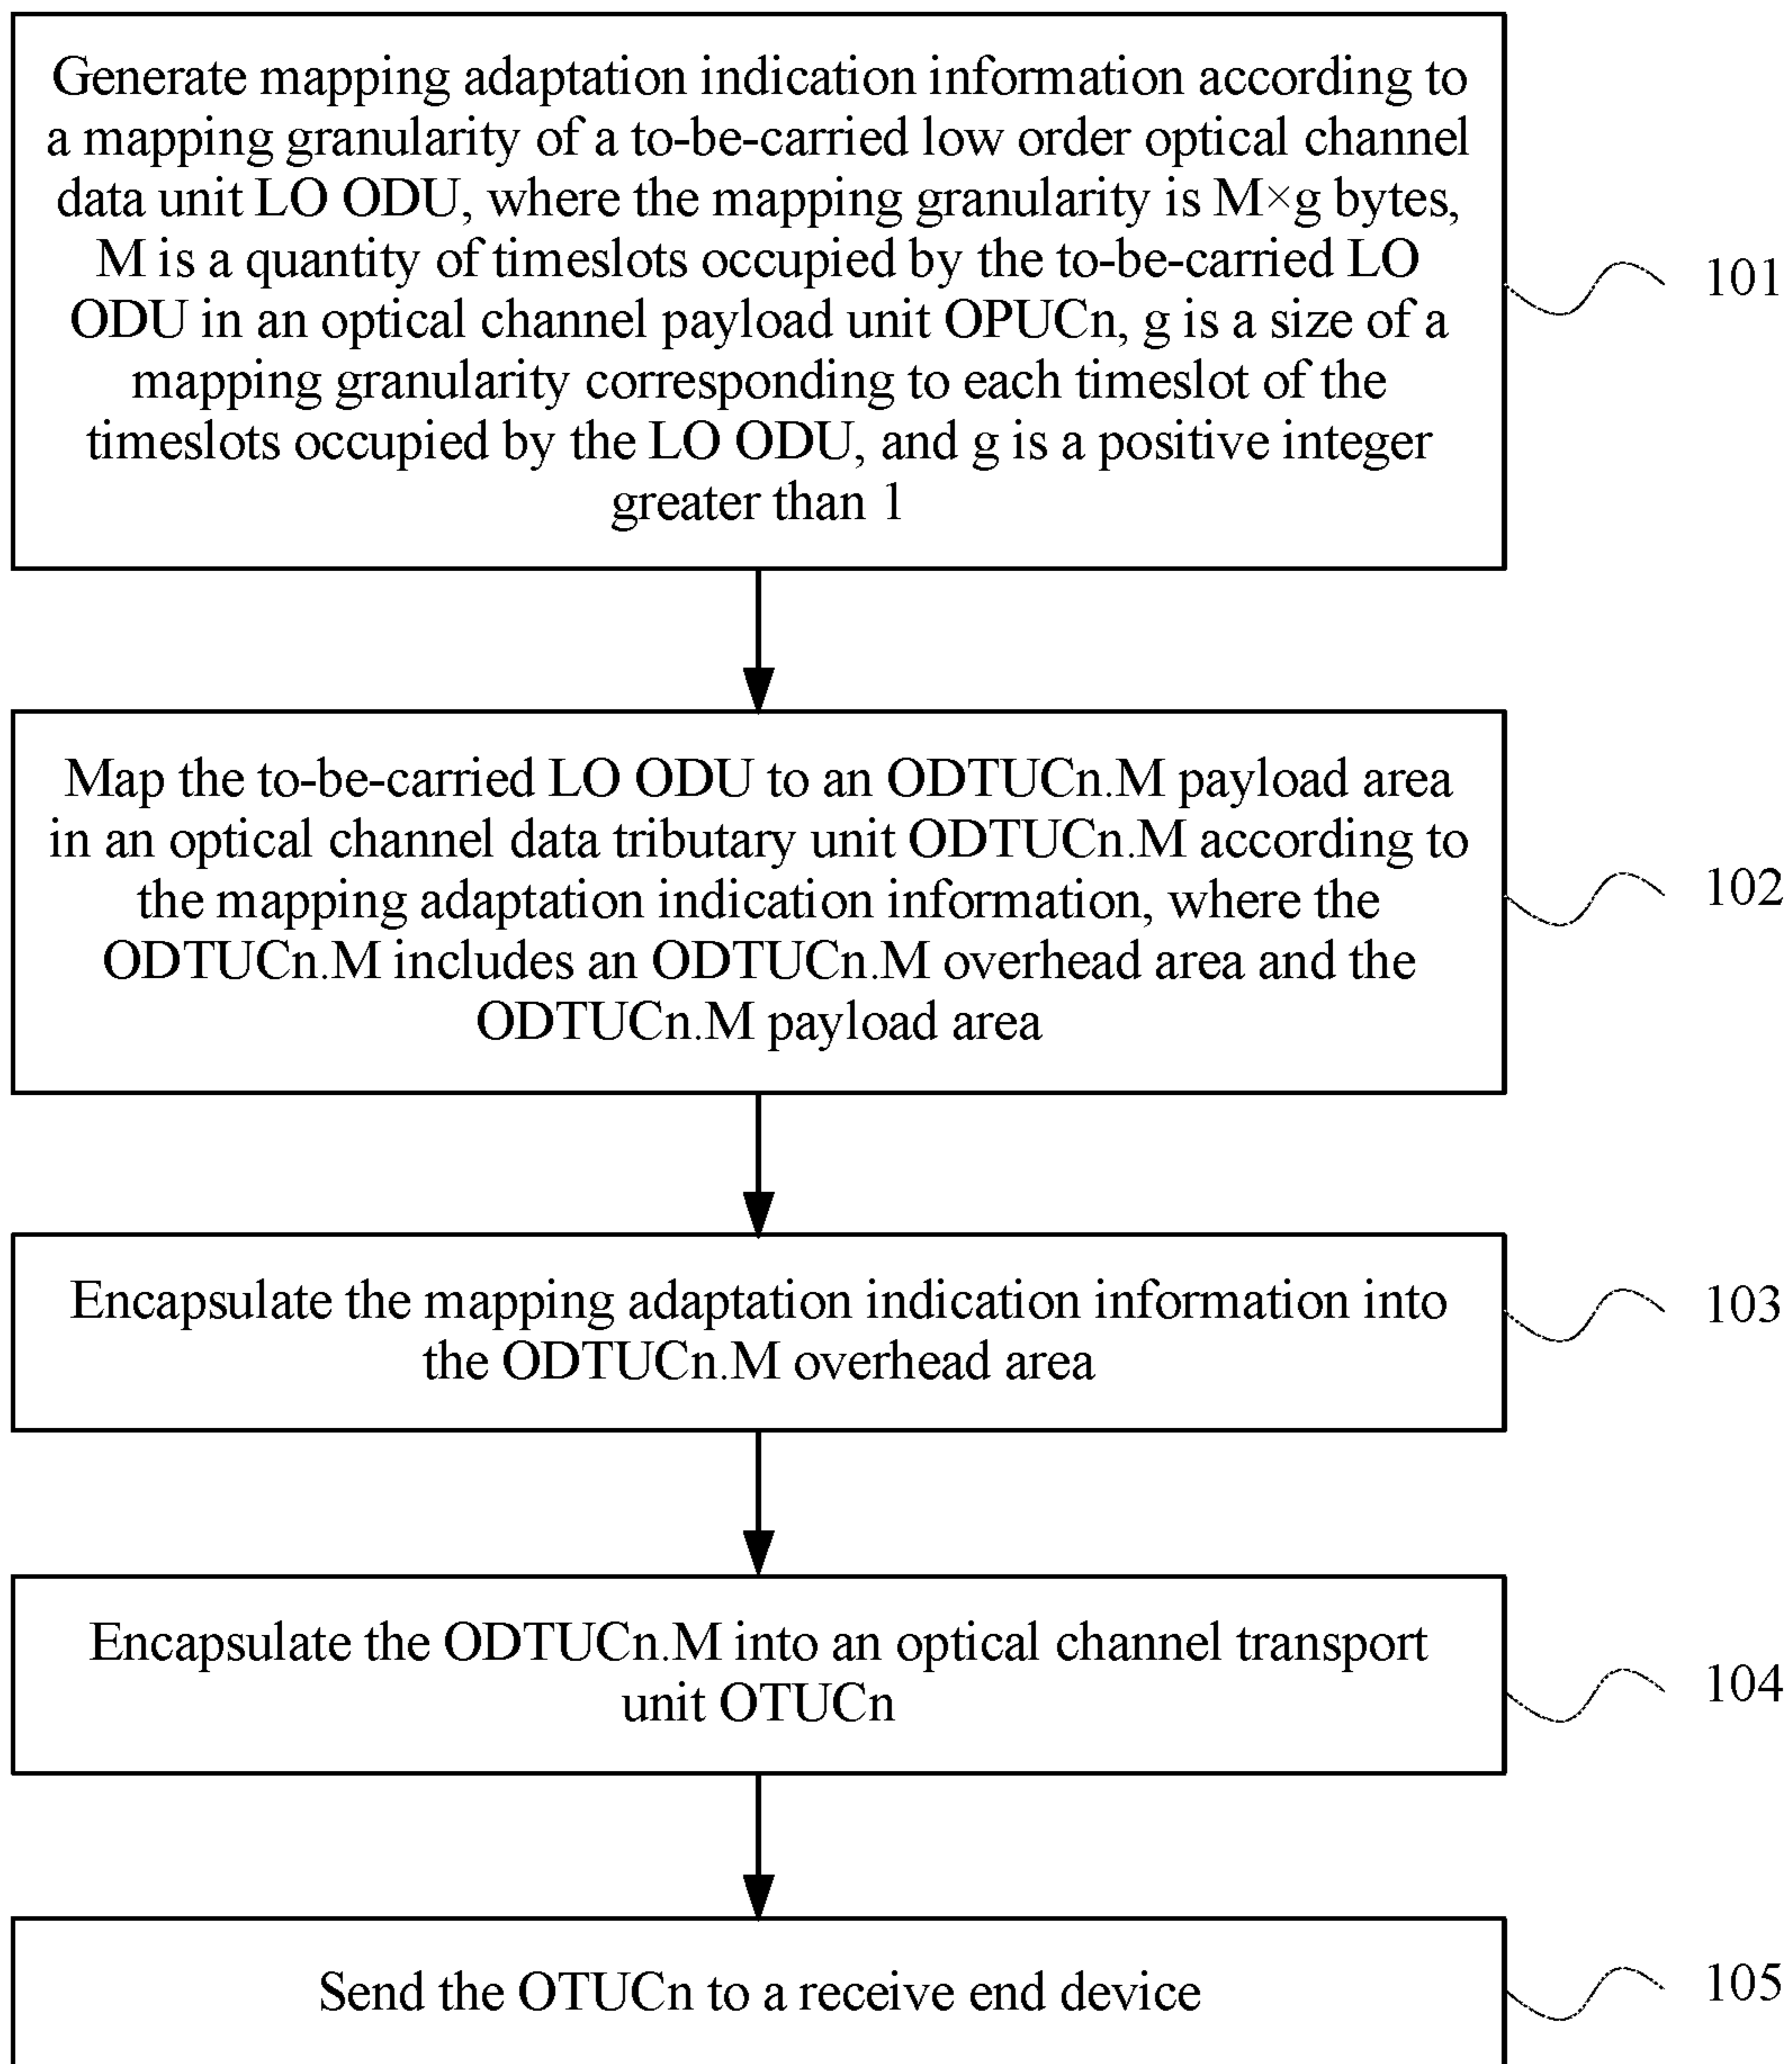 Generate mapping adaptation indication information according to
a mapping granularity of a to-be-carried low order optical channel
data unit LO ODU, where the mapping granularity is M×g bytes,
M is a quantity of timeslots occupied by the to-be-carried LO
ODU in an optical channel payload unit OPUCn, g is a size of a
mapping granularity corresponding to each timeslot of the
timeslots occupied by the LO ODU, and g is a positive integer
greater than 1
101
Map the to-be-carried LO ODU to an ODTUCn.M payload area
in an optical channel data tributary unit ODTUCn.M according to
the mapping adaptation indication information, where the
ODTUCn.M includes an ODTUCn.M overhead area and the
ODTUCn.M payload area
102
Encapsulate the mapping adaptation indication information into
the ODTUCn.M overhead area
103
Encapsulate the ODTUCn.M into an optical channel transport
unit OTUCn
104
Send the OTUCn to a receive end device
105